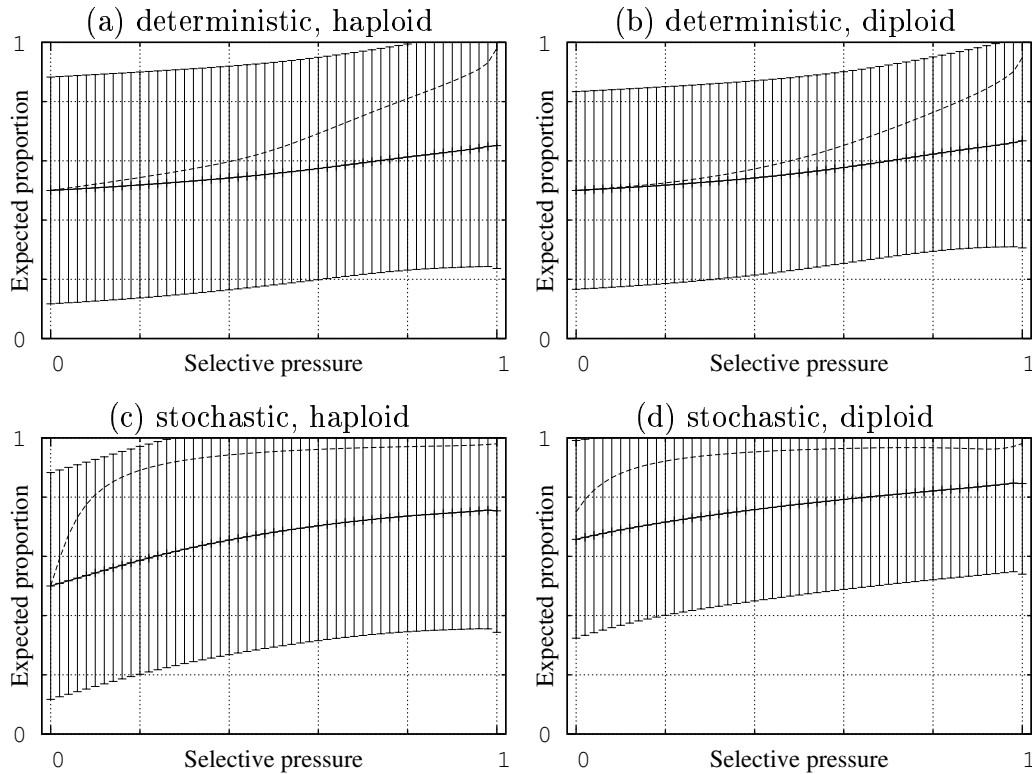 (a) deterministic, haploid
1
Expected proportion
0
0
Selective pressure
1
(b) deterministic, diploid
1
Expected proportion
0
0
Selective pressure
1
(c) stochastic, haploid
1
Expected proportion
0
0
Selective pressure
1
(d) stochastic, diploid
1
Expected proportion
0
0
Selective pressure
1